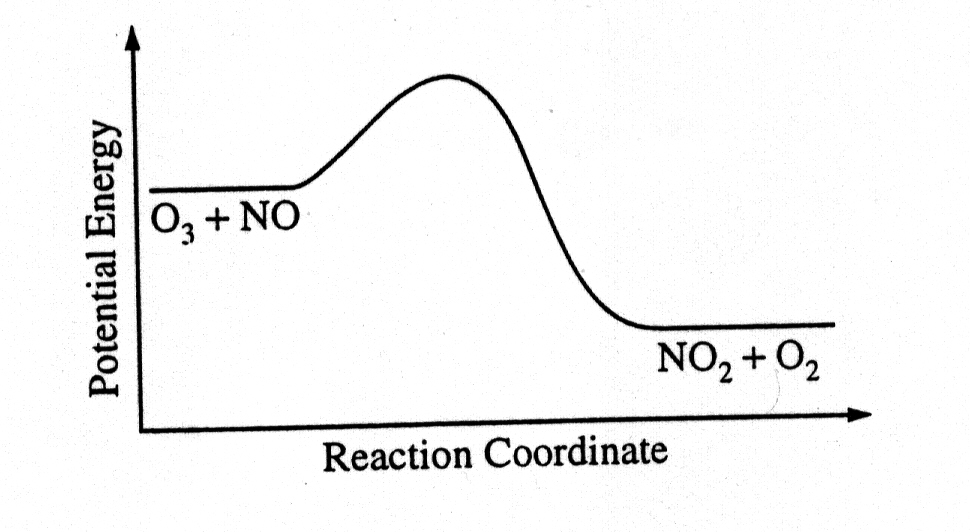 Potential Energy
O₃ + NO
NO₂ + O₂
Reaction Coordinate